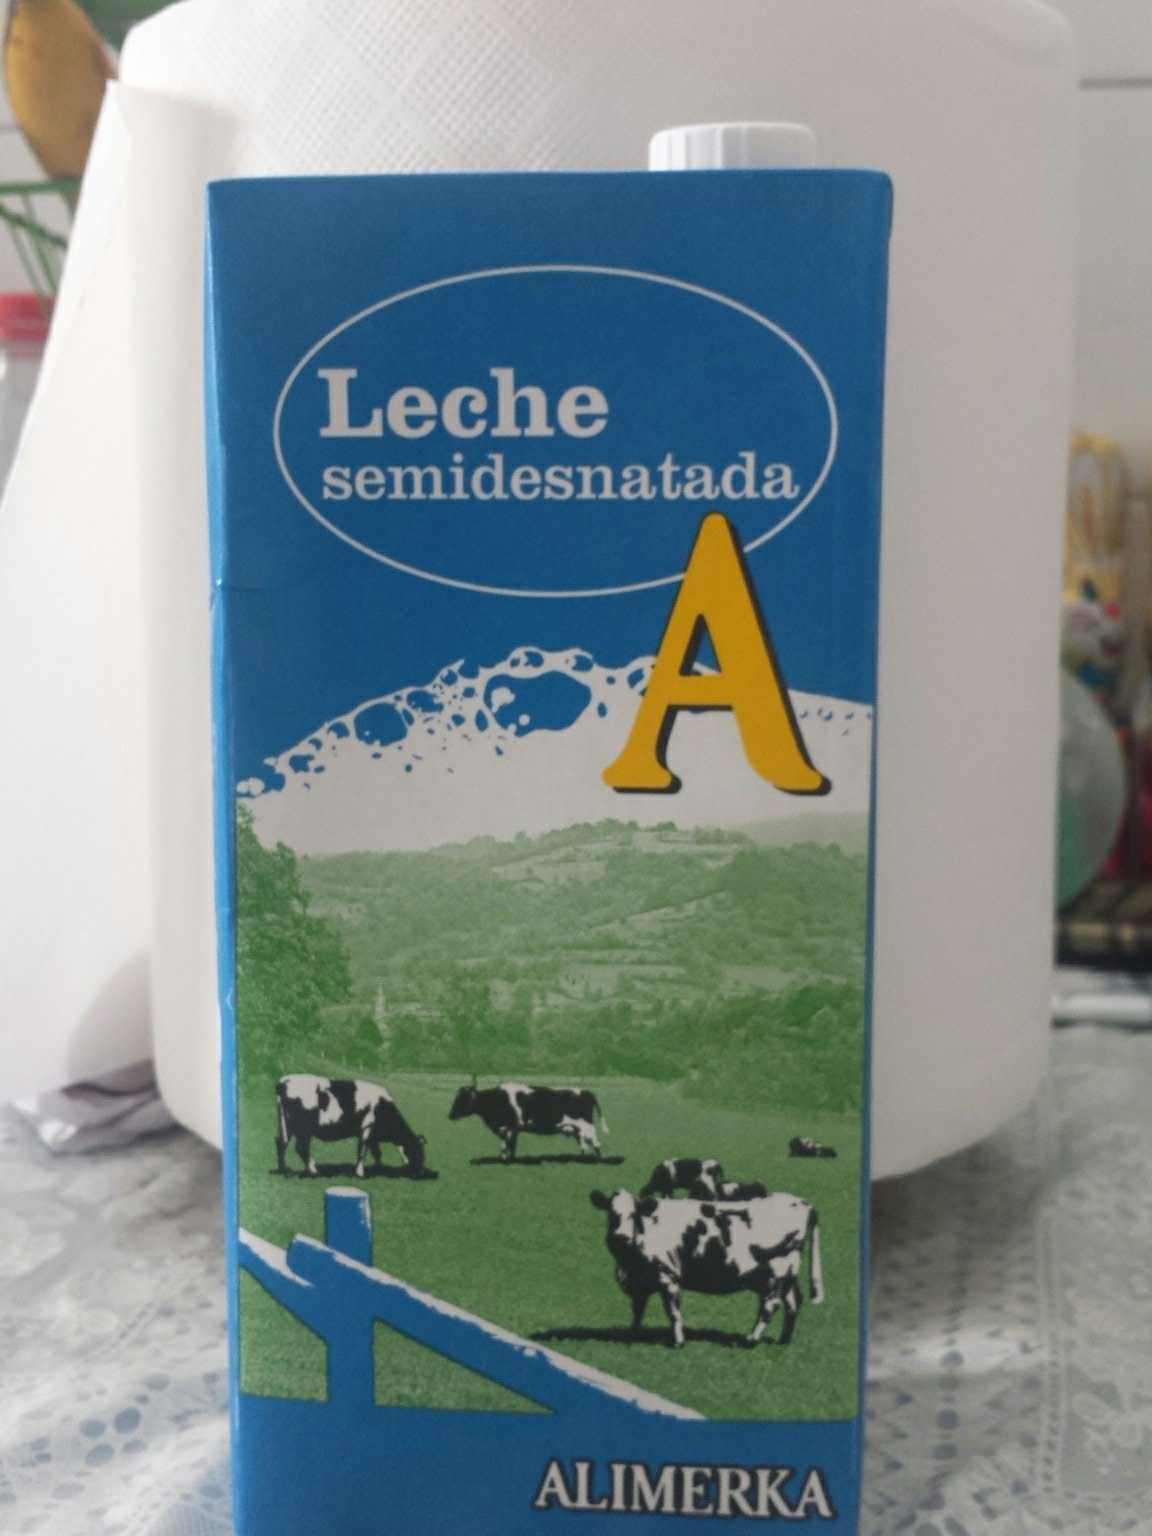 Leche
semidesnatada
A
ALIMERKA